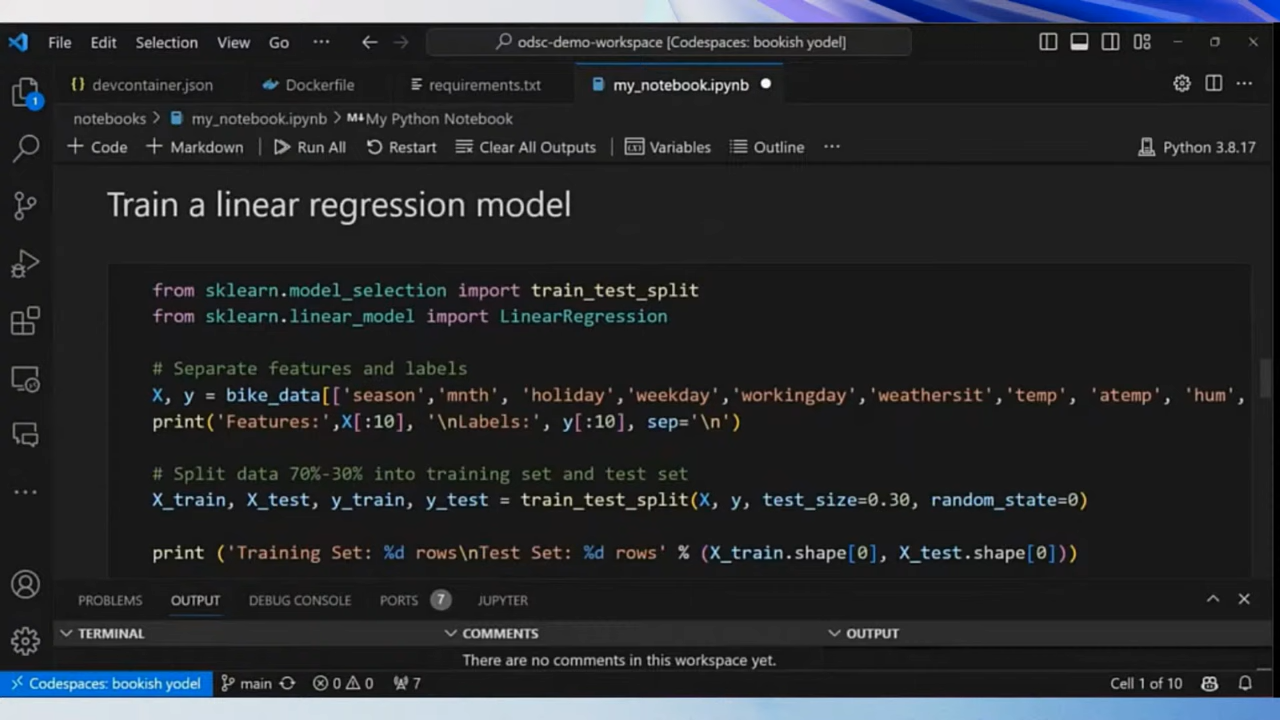 File Edit Selection View Go ··· odsc-demo-workspace [Codespaces: bookish yodel]
{} devcontainer.json Dockerfile requirements.txt my_notebook.ipynb
1
notebooks > my_notebook.ipynb > M↓My Python Notebook
+ Code + Markdown Run All Restart Clear All Outputs Variables Outline ··· Python 3.8.17
Train a linear regression model
from sklearn.model_selection import train_test_split
from sklearn.linear_model import LinearRegression
# Separate features and labels
X, y = bike_data[['season','mnth', 'holiday','weekday','workingday','weathersit','temp', 'atemp', 'hum',
print('Features:',X[:10], '\nLabels:', y[:10], sep='\n')
# Split data 70%-30% into training set and test set
X_train, X_test, y_train, y_test = train_test_split(X, y, test_size=0.30, random_state=0)
print ('Training Set: %d rows\nTest Set: %d rows' % (X_train.shape[0], X_test.shape[0]))
PROBLEMS OUTPUT DEBUG CONSOLE PORTS 7 JUPYTER
TERMINAL COMMENTS OUTPUT
There are no comments in this workspace yet.
Codespaces: bookish yodel main 0 0 7 Cell 1 of 10